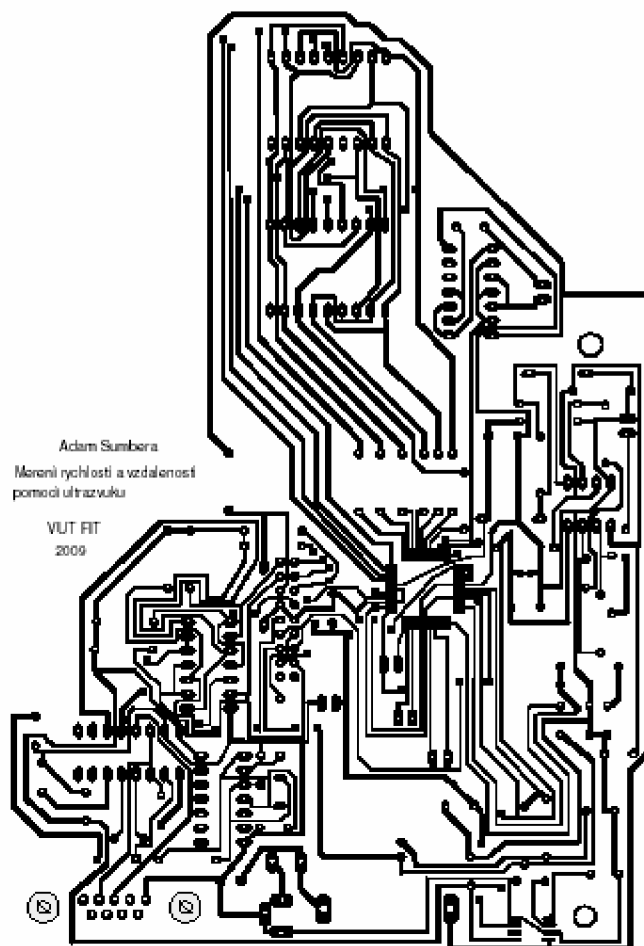 Adam Sumbera
Mereni rychlosti a vzdalenosti
pomoci ultrazvuku
VUT FIT
2009